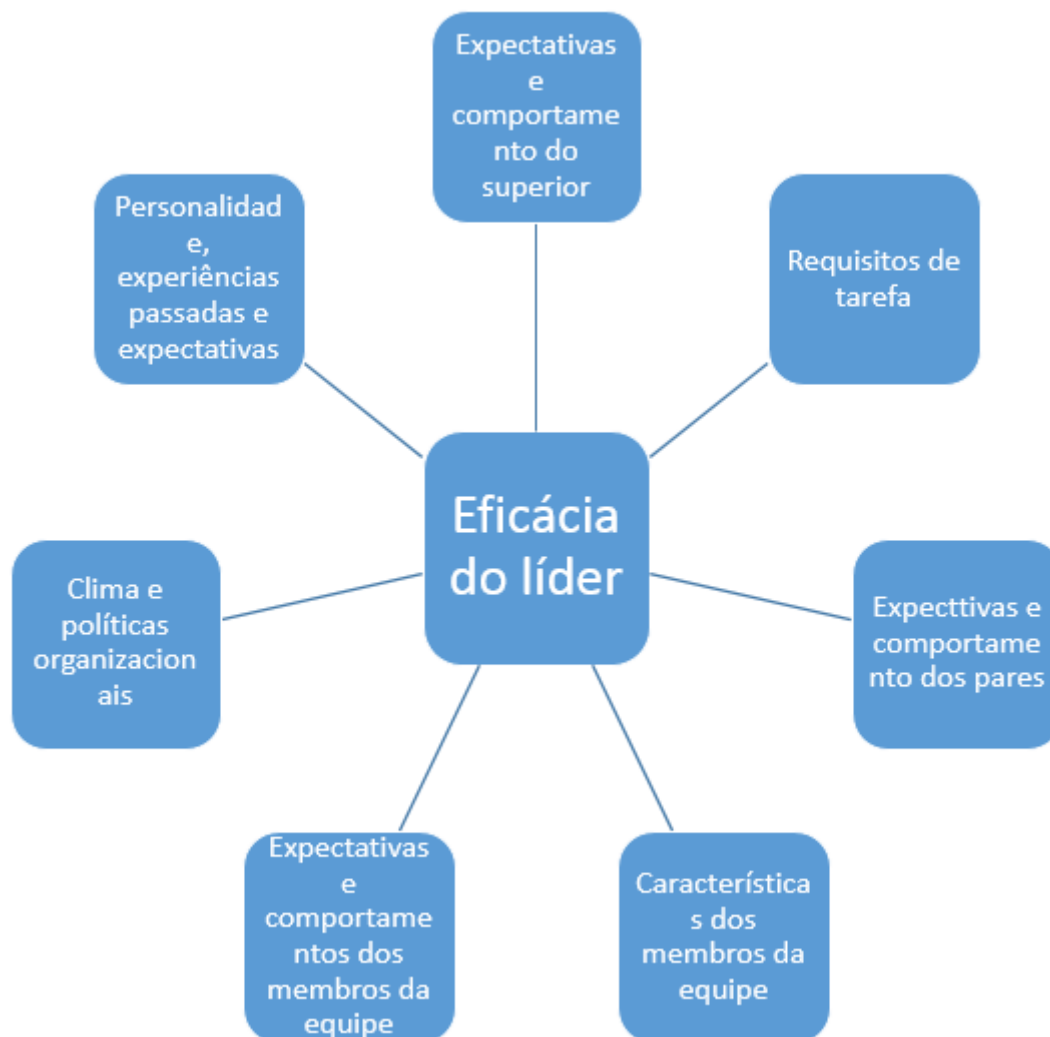 Expectativas
e
comportame
nto do
superior
Personalidad
e,
experiências
passadas e
expectativas
Requisitos de
tarefa
Eficácia
do líder
Clima e
políticas
organizacion
ais
Expecttivas e
comportame
nto dos pares
Expectativas
e
comportame
ntos dos
membros da
equipe
Característica
s dos
membros da
equipe